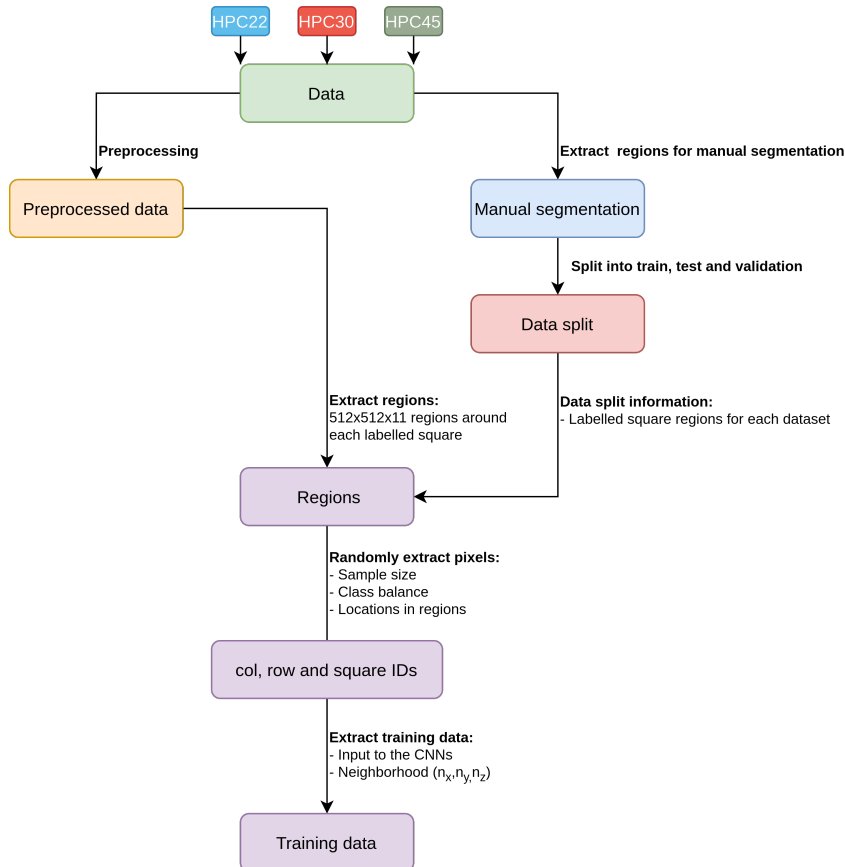 HPC22
HPC30
HPC45
Data
Preprocessing
Extract  regions for manual segmentation
Preprocessed data
Manual segmentation
Split into train, test and validation
Data split
Extract regions:
512x512x11 regions around
each labelled square
Data split information:
- Labelled square regions for each dataset
Regions
Randomly extract pixels:
- Sample size
- Class balance
- Locations in regions
col, row and square IDs
Extract training data:
- Input to the CNNs
- Neighborhood (nx,ny,nz)
Training data